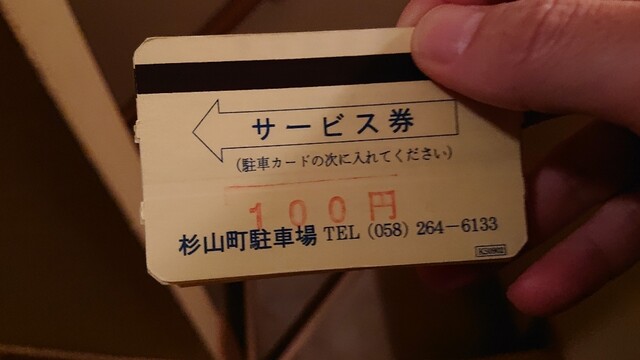 サービス券
(駐車カードの次に入れてください)
100円
杉山町駐車場 TEL (058) 264-6133